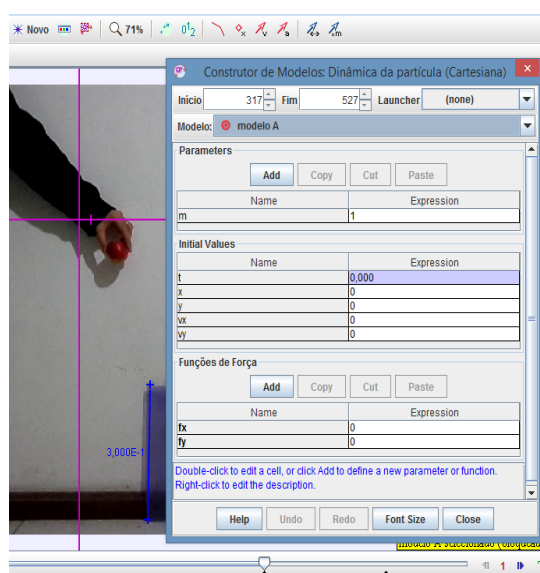 Novo 71%
Construtor de Modelos: Dinâmica da partícula (Cartesiana)
Início 317 Fim 527 Launcher (none)
Modelo: modelo A
Parameters
Add Copy Cut Paste
Name Expression
m 1
Initial Values
Name Expression
t 0,000
x 0
y 0
vx 0
vy 0
Funções de Força
Add Copy Cut Paste
Name Expression
fx 0
fy 0
3,000E-1
Double-click to edit a cell, or click Add to define a new parameter or function.
Right-click to edit the description.
Help Undo Redo Font Size Close
1